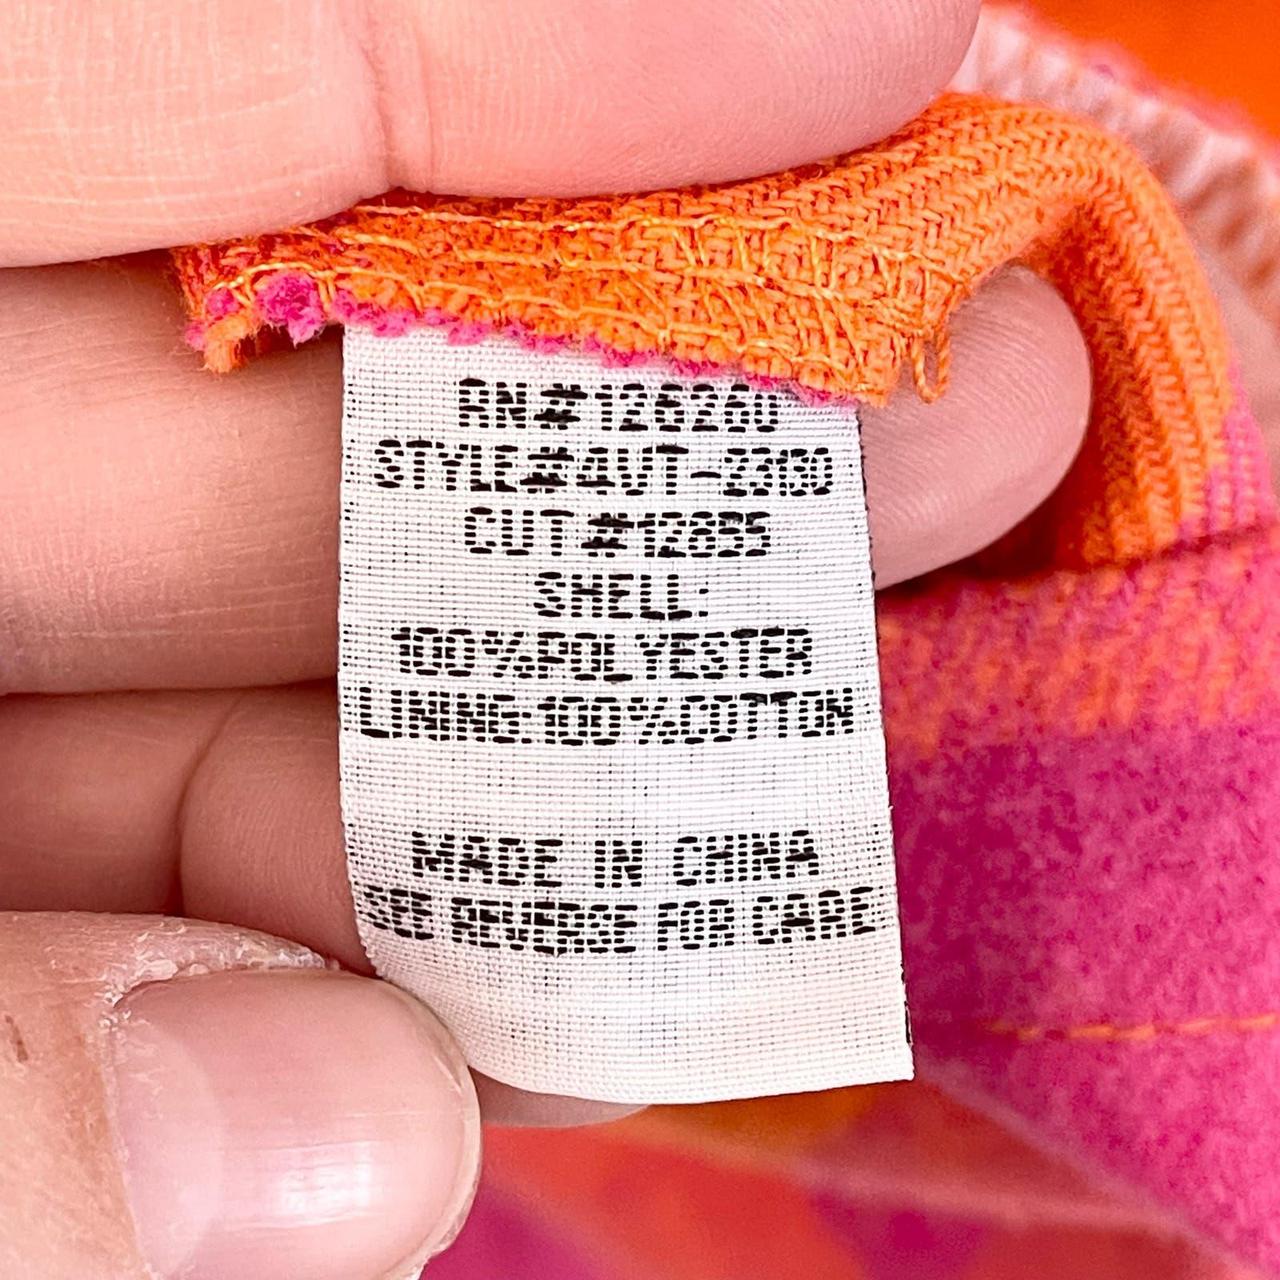 RN#126260
STYLE#4VT-2300
CUT#12655
SHELL:
100%POLYESTER
LINING:100%COTTON
MADE IN CHINA
SEE REVERSE FOR CARE